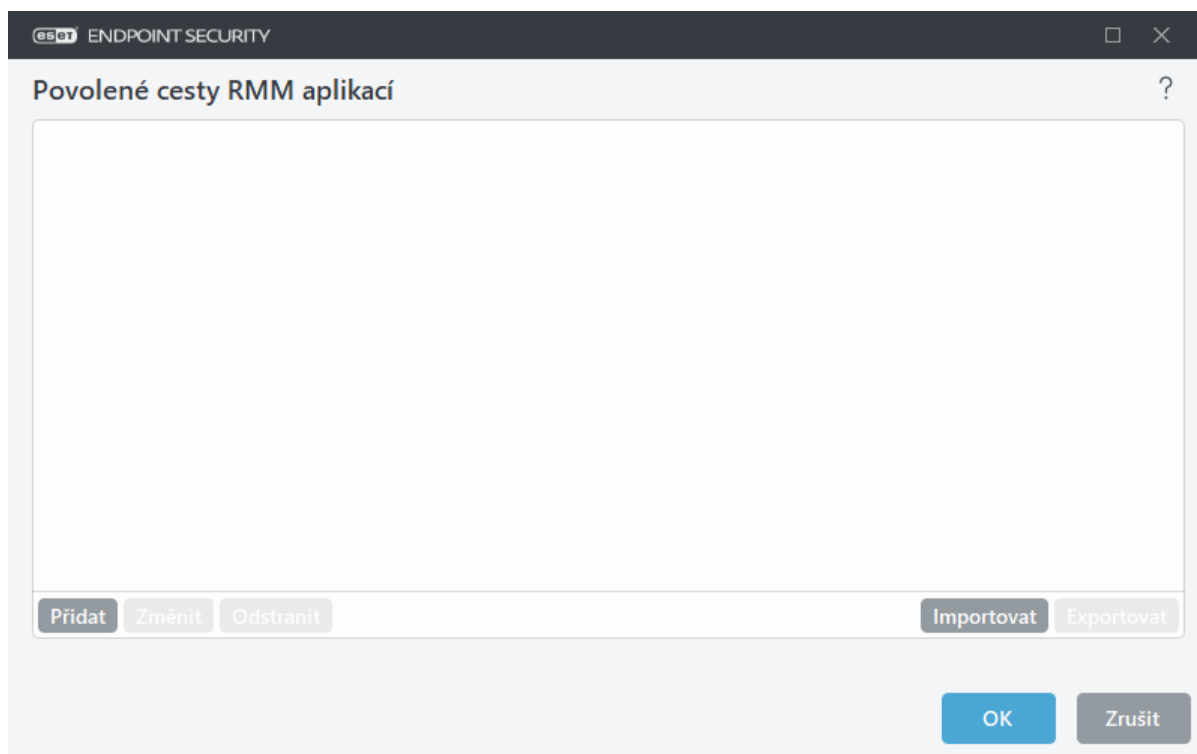 eset ENDPOINT SECURITY
Povolené cesty RMM aplikací ?
Přidat Změnit Odstranit Importovat Exportovat
OK Zrušit